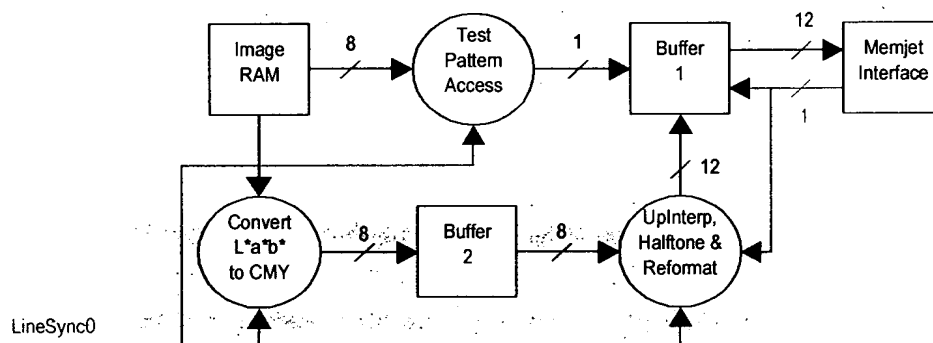 Image
RAM
8
Test
Pattern
Access
1
Buffer
1
12
Memjet
Interface
1
12
Convert
L*a*b*
to CMY
8
Buffer
2
8
UpInterp,
Halftone &
Reformat
LineSync0